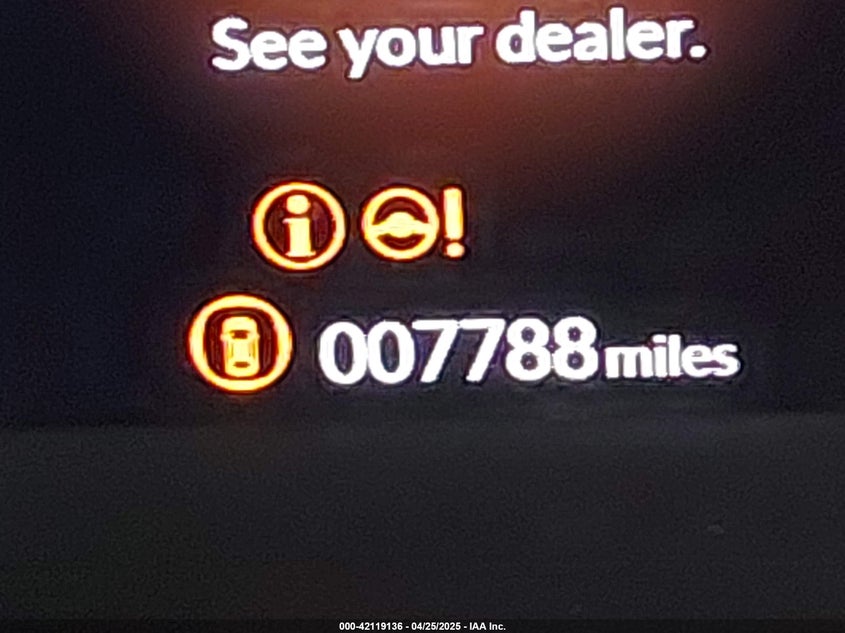 See your dealer.
007788 miles
000-42119136 - 04/25/2025 - IAA Inc.